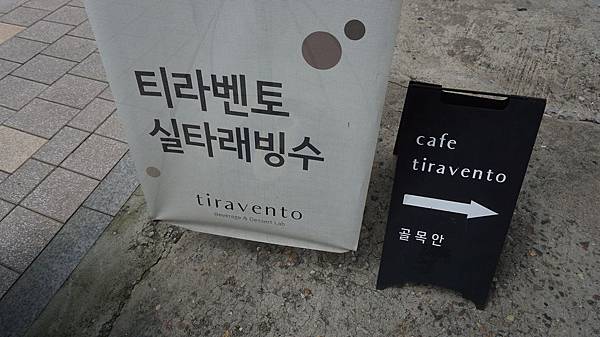 티라벤토
실타래빙수
tiravento
Beverage & Dessert Lab
cafe
tiravento
골목안